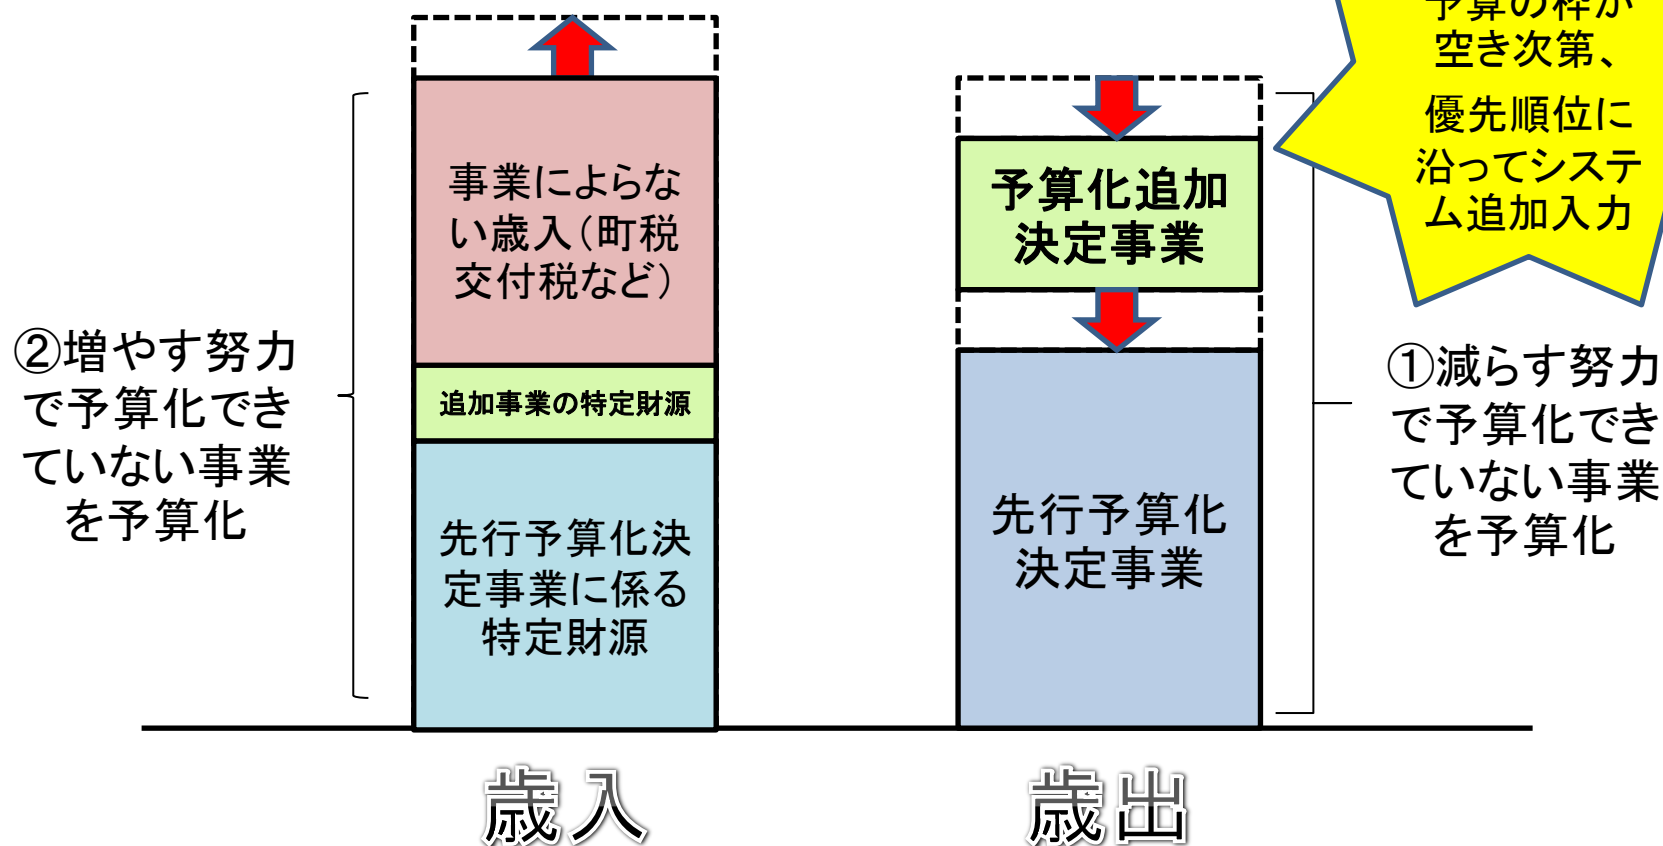 予算の枠が
空き次第、
優先順位に
沿ってシステ
ム追加入力
事業によらな
い歳入（町税
交付税など）
追加事業の特定財源
先行予算化決
定事業に係る
特定財源
予算化追加
決定事業
先行予算化
決定事業
②増やす努力
で予算化でき
ていない事業
を予算化
①減らす努力
で予算化でき
ていない事業
を予算化
歳入
歳出